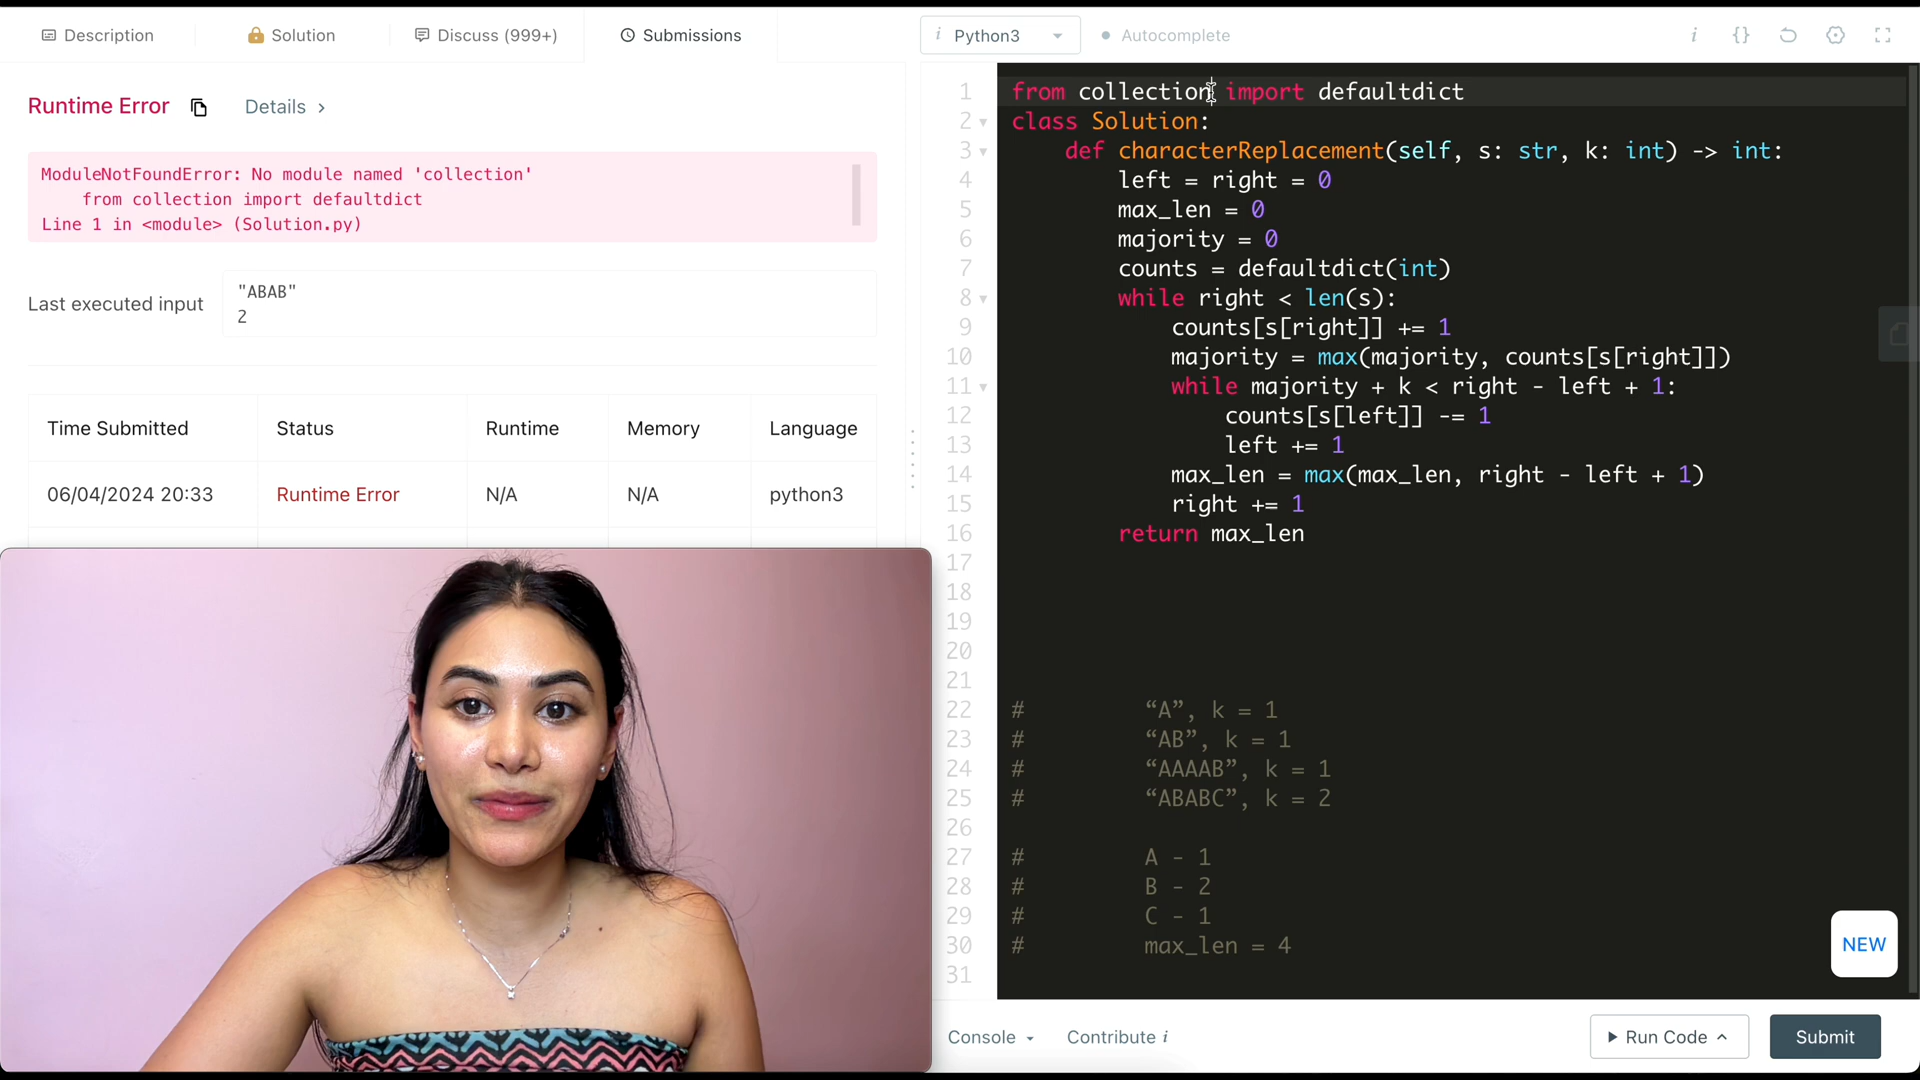 Description
Solution
Discuss (999+)
Submissions
i Python3
Autocomplete
i {}
Runtime Error
Details >
ModuleNotFoundError: No module named 'collection'
from collection import defaultdict
Line 1 in <module> (Solution.py)
Last executed input
"ABAB"
2
Time Submitted Status Runtime Memory Language
06/04/2024 20:33 Runtime Error N/A N/A python3
1 from collection import defaultdict
2 class Solution:
3 def characterReplacement(self, s: str, k: int) -> int:
4 left = right = 0
5 max_len = 0
6 majority = 0
7 counts = defaultdict(int)
8 while right < len(s):
9 counts[s[right]] += 1
10 majority = max(majority, counts[s[right]])
11 while majority + k < right - left + 1:
12 counts[s[left]] -= 1
13 left += 1
14 max_len = max(max_len, right - left + 1)
15 right += 1
16 return max_len
17
18
19
20
21
22 # “A”, k = 1
23 # “AB”, k = 1
24 # “AAAAB”, k = 1
25 # “ABABC”, k = 2
26
27 # A - 1
28 # B - 2
29 # C - 1
30 # max_len = 4
31
NEW
Console
Contribute i
Run Code
Submit